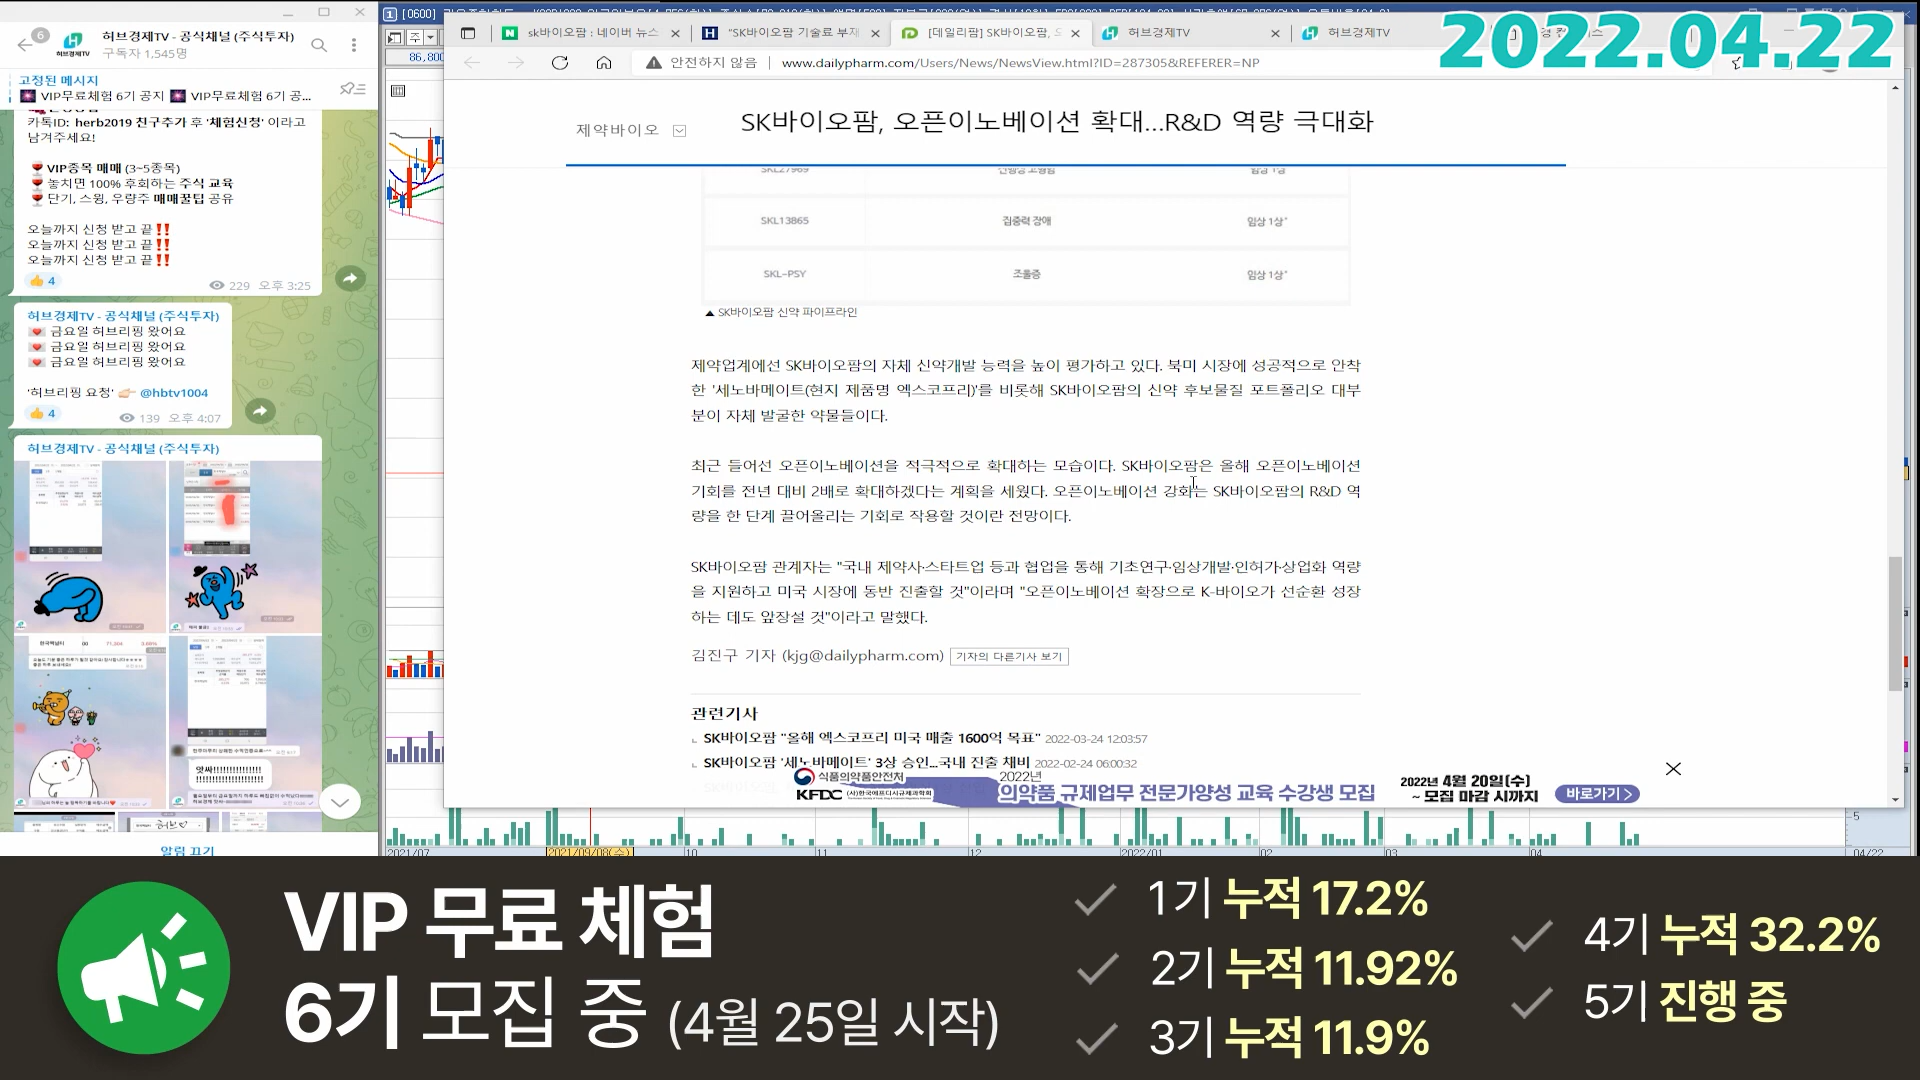 2022.04.22
허브경제TV - 공식채널 (주식투자)
구독자 1,545명
고정된 메시지
VIP무료체험 6기 공지 VIP무료체험 6기 공...
카톡ID: herb2019 친구추가 후 '체험신청' 이라고
남겨주세요!
VIP종목 매매 (3~5종목)
놓치면 100% 후회하는 주식 교육
단기, 스윙, 우량주 매매꿀팁 공유
오늘까지 신청 받고 끝!!
오늘까지 신청 받고 끝!!
오늘까지 신청 받고 끝!!
4
229 오후 3:25
허브경제TV - 공식채널 (주식투자)
금요일 허브리핑 왔어요
금요일 허브리핑 왔어요
금요일 허브리핑 왔어요
'허브리핑 요청' @hbtv1004
4
139 오후 4:07
허브경제TV - 공식채널 (주식투자)
앗싸!!!!!!!!!!!!!!!
알림 끄기
sk바이오팜 : 네이버 뉴스
"SK바이오팜 기술료 부재
[데일리팜] SK바이오팜,
허브경제TV
허브경제TV
안전하지 않음
www.dailypharm.com/Users/News/NewsView.html?ID=287305&REFERER=NP
제약바이오
SK바이오팜, 오픈이노베이션 확대...R&D 역량 극대화
SKL13865 집중력 장애 임상 1상*
SKL-PSY 조울증 임상 1상*
▲ SK바이오팜 신약 파이프라인
제약업계에선 SK바이오팜의 자체 신약개발 능력을 높이 평가하고 있다. 북미 시장에 성공적으로 안착
한 '세노바메이트(현지 제품명 엑스코프리)'를 비롯해 SK바이오팜의 신약 후보물질 포트폴리오 대부
분이 자체 발굴한 약물들이다.
최근 들어선 오픈이노베이션을 적극적으로 확대하는 모습이다. SK바이오팜은 올해 오픈이노베이션
기회를 전년 대비 2배로 확대하겠다는 계획을 세웠다. 오픈이노베이션 강화는 SK바이오팜의 R&D 역
량을 한 단계 끌어올리는 기회로 작용할 것이란 전망이다.
SK바이오팜 관계자는 "국내 제약사·스타트업 등과 협업을 통해 기초연구·임상개발·인허가·상업화 역량
을 지원하고 미국 시장에 동반 진출할 것"이라며 "오픈이노베이션 확장으로 K-바이오가 선순환 성장
하는 데도 앞장설 것"이라고 말했다.
김진구 기자 (kjg@dailypharm.com) 기자의 다른기사 보기
관련기사
SK바이오팜 "올해 엑스코프리 미국 매출 1600억 목표" 2022-03-24 12:03:57
SK바이오팜 '세노바메이트' 3상 승인...국내 진출 채비 2022-02-24 06:00:32
식품의약품안전처
KFDC (사)한국에프디시규제과학회
2022년
의약품 규제업무 전문가양성 교육 수강생 모집
2022년 4월 20일(수)
~ 모집 마감 시까지
바로가기 >
2021/07 2021/09/08(수) 10 11 12 2022/01 02 03 04 04/22
VIP 무료 체험
6기 모집 중 (4월 25일 시작)
1기 누적 17.2%
2기 누적 11.92%
3기 누적 11.9%
4기 누적 32.2%
5기 진행 중